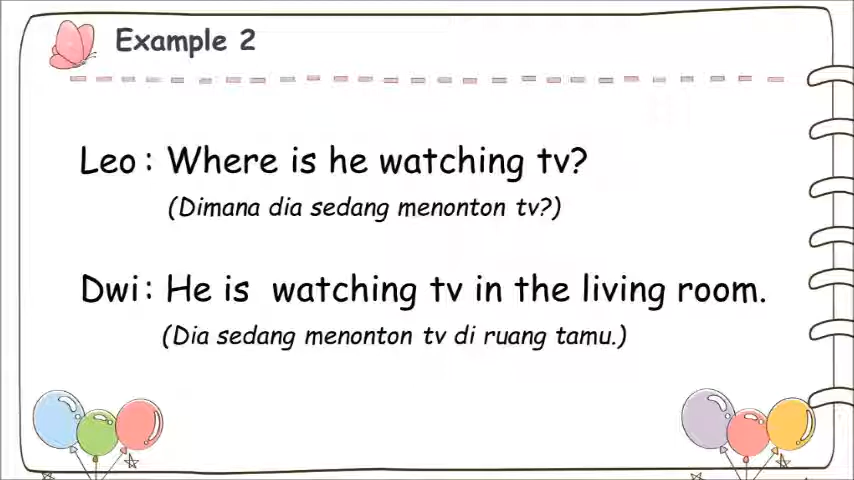 Example 2
Leo : Where is he watching tv?
(Dimana dia sedang menonton tv?)
Dwi : He is watching tv in the living room.
(Dia sedang menonton tv di ruang tamu.)